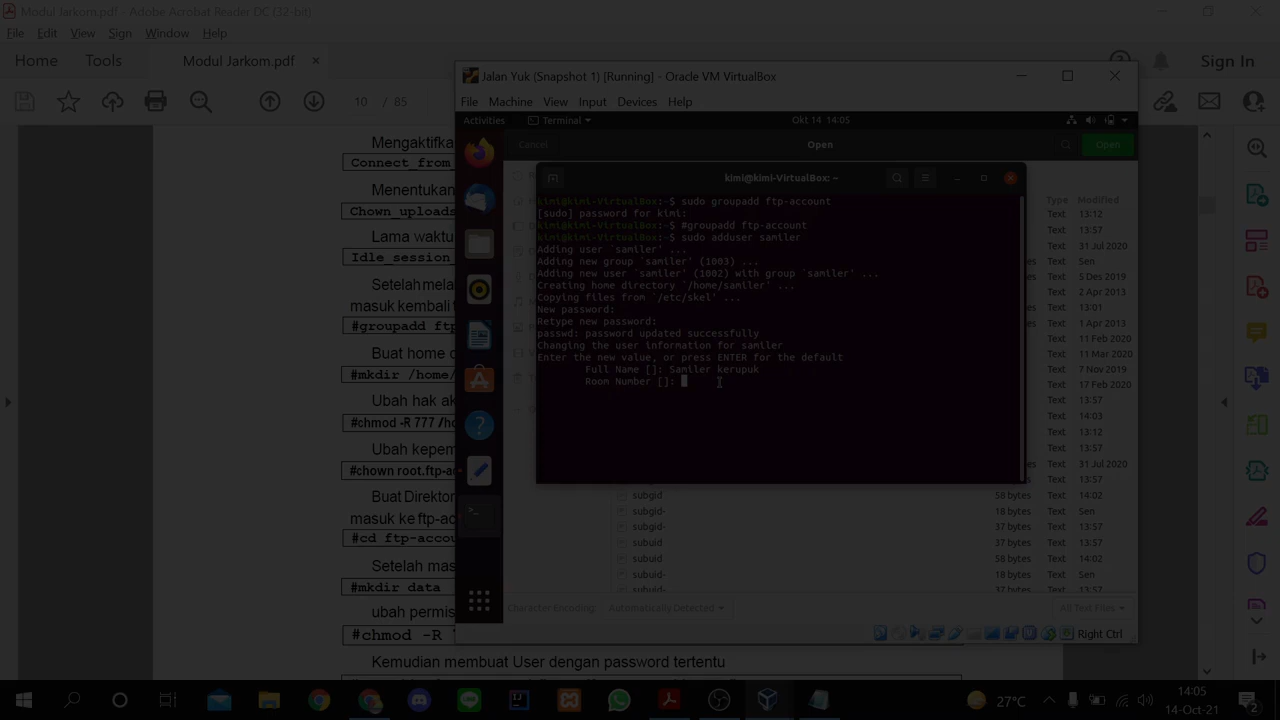 Modul Jarkom.pdf - Adobe Acrobat Reader DC (32-bit)
File Edit View Sign Window Help
Home Tools Modul Jarkom.pdf × Sign In
10 / 85
Jalan Yuk (Snapshot 1) [Running] - Oracle VM VirtualBox
File Machine View Input Devices Help
Activities Terminal Okt 14 14:05
Cancel Open Open
kimi@kimi-VirtualBox: ~
kimi@kimi-VirtualBox:~$ sudo groupadd ftp-account
[sudo] password for kimi:
kimi@kimi-VirtualBox:~$ #groupadd ftp-account
kimi@kimi-VirtualBox:~$ sudo adduser samiler
Adding user `samiler' ...
Adding new group `samiler' (1003) ...
Adding new user `samiler' (1002) with group `samiler' ...
Creating home directory `/home/samiler' ...
Copying files from `/etc/skel' ...
New password:
Retype new password:
passwd: password updated successfully
Changing the user information for samiler
Enter the new value, or press ENTER for the default
Full Name []: Samiler kerupuk
Room Number []:
Mengaktifka
Connect_from_
Menentukan
Chown_uploads
Lama waktu
Idle_session_
Setelah mela
masuk kembali
#groupadd ftp
Buat home d
#mkdir /home/
Ubah hak ak
#chmod -R 777 /ho
Ubah kepem
#chown root.ftp-a
Buat Direktor
masuk ke ftp-ac
#cd ftp-accou
Setelah mas
#mkdir data
ubah permis
#chmod -R
Kemudian membuat User dengan password tertentu
Type Modified
Text 13:12
Text 13:57
Text 31 Jul 2020
Text Sen
Text 5 Des 2019
Text 2 Apr 2013
Text 13:01
Text 1 Apr 2013
Text 11 Feb 2020
Text 11 Mar 2020
Text 7 Nov 2019
Text 17 Feb 2020
Text 13:57
Text 14:03
Text 13:12
Text 13:57
Text 31 Jul 2020
Text 13:57
subgid 58 bytes Text 14:02
subgid- 18 bytes Text Sen
subgid- 37 bytes Text 13:57
subuid 37 bytes Text 13:57
subuid 58 bytes Text 14:02
subuid- 18 bytes Text Sen
subuid- 37 bytes Text 13:57
Character Encoding: Automatically Detected All Text Files
Right Ctrl
27°C 14:05
14-Oct-21
2